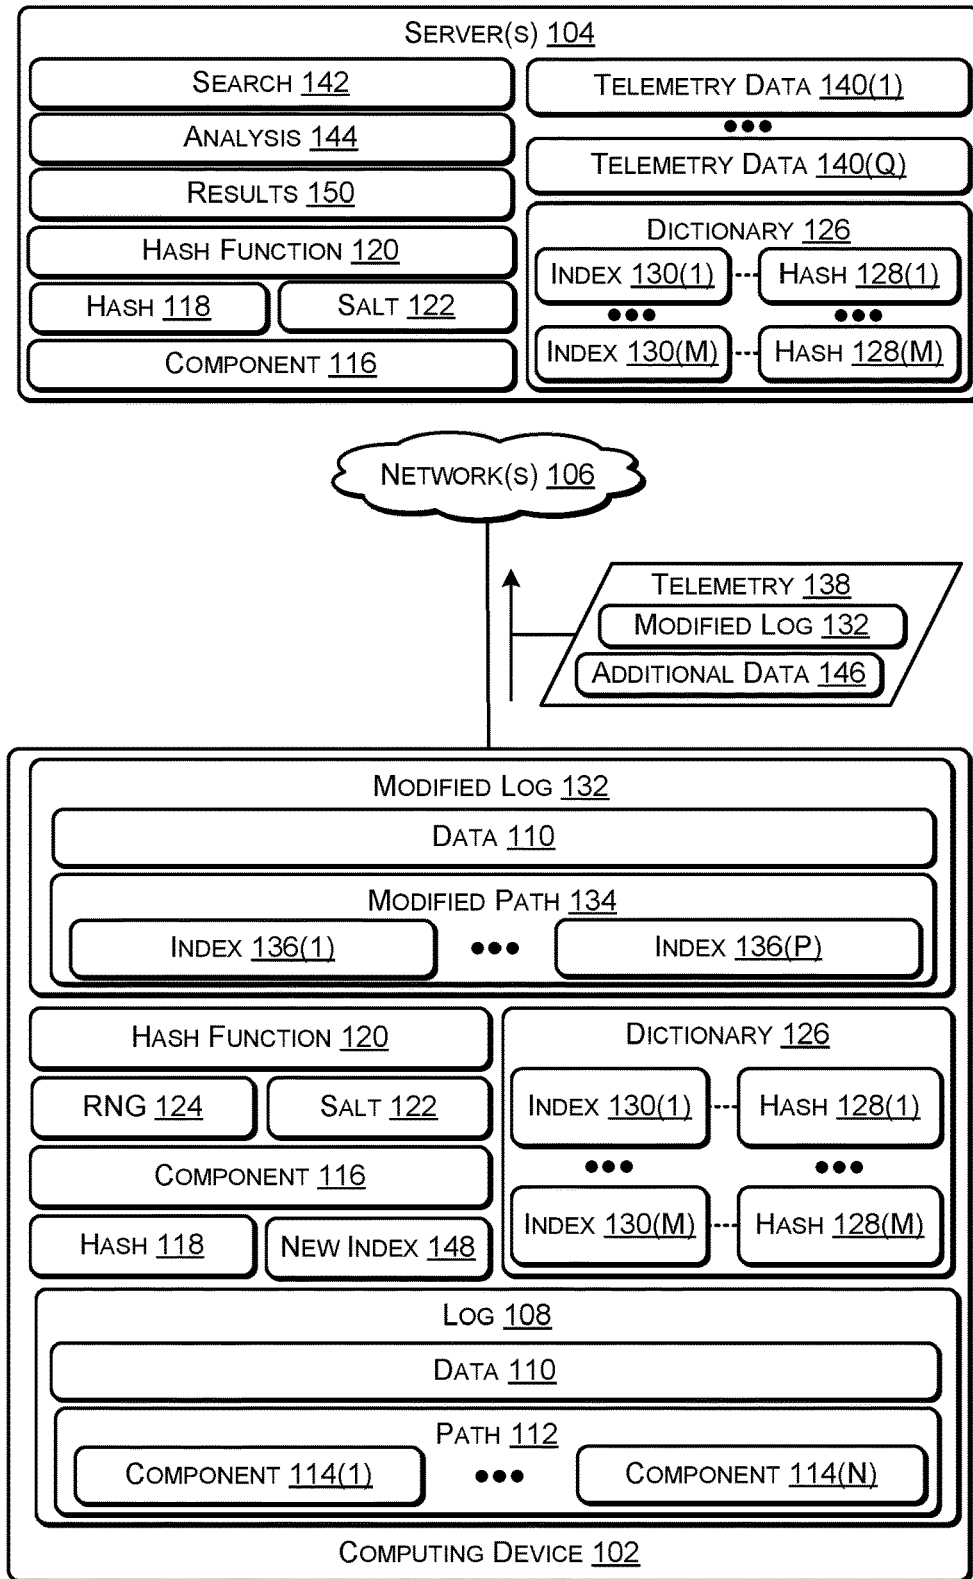 SERVER(S) 104
SEARCH 142
ANALYSIS 144
RESULTS 150
HASH FUNCTION 120
HASH 118
SALT 122
COMPONENT 116
TELEMETRY DATA 140(1)
•••
TELEMETRY DATA 140(Q)
DICTIONARY 126
INDEX 130(1)
HASH 128(1)
••• •••
INDEX 130(M)
HASH 128(M)
NETWORK(S) 106
TELEMETRY 138
MODIFIED LOG 132
ADDITIONAL DATA 146
MODIFIED LOG 132
DATA 110
MODIFIED PATH 134
INDEX 136(1) ••• INDEX 136(P)
HASH FUNCTION 120
RNG 124
SALT 122
COMPONENT 116
HASH 118
NEW INDEX 148
DICTIONARY 126
INDEX 130(1)
HASH 128(1)
••• •••
INDEX 130(M)
HASH 128(M)
LOG 108
DATA 110
PATH 112
COMPONENT 114(1) ••• COMPONENT 114(N)
COMPUTING DEVICE 102